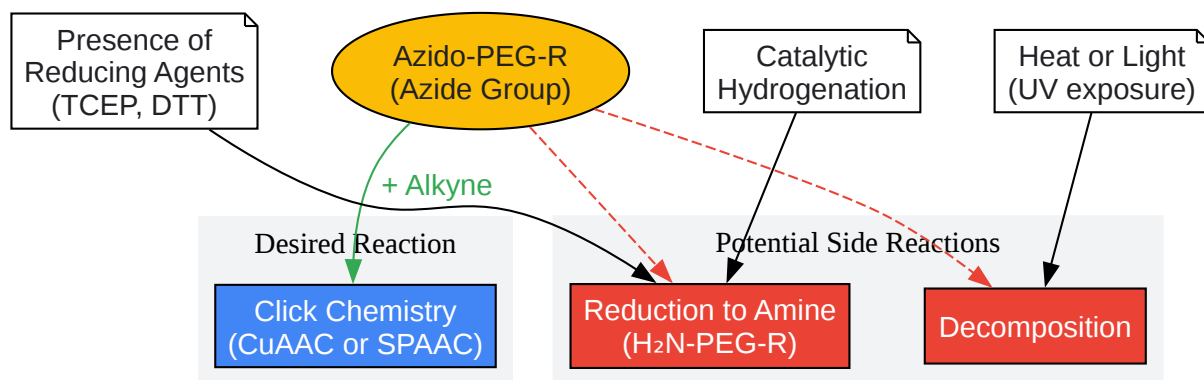 Presence of
Reducing Agents
(TCEP, DTT)
Azido-PEG-R
(Azide Group)
Catalytic
Hydrogenation
Heat or Light
(UV exposure)
+ Alkyne
Desired Reaction
Potential Side Reactions
Click Chemistry
(CuAAC or SPAAC)
Reduction to Amine
(H₂N-PEG-R)
Decomposition